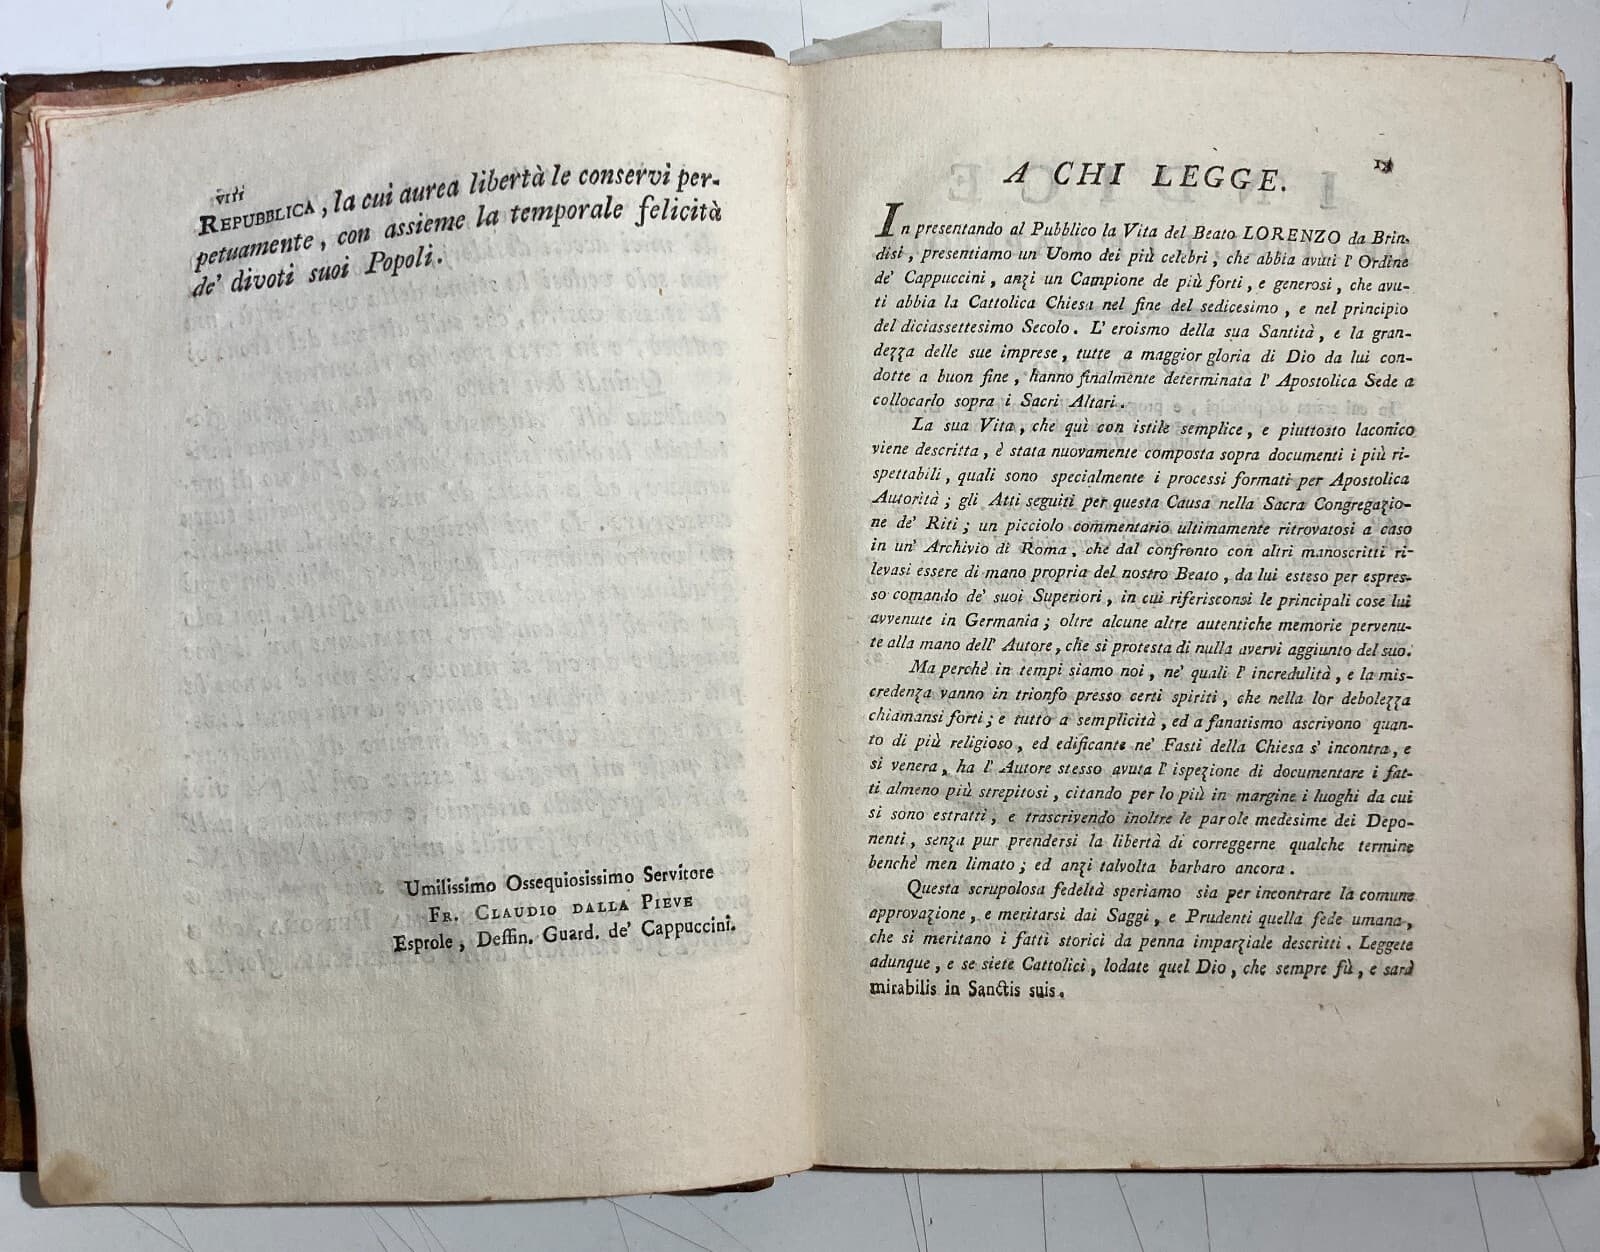 viii
REPUBBLICA, la cui aurea libertà le conservi per-
petuamente, con assieme la temporale felicità
de' divoti suoi Popoli.
Umilissimo Ossequiosissimo Servitore
FR. CLAUDIO DALLA PIEVE
Esprole, Deffin. Guard. de' Cappuccini.
IX
A CHI LEGGE.
In presentando al Pubblico la Vita del Beato LORENZO da Brin-
disi, presentiamo un Uomo dei più celebri, che abbia avuti l' Ordine
de' Cappuccini, anzi un Campione de più forti, e generosi, che avu-
ti abbia la Cattolica Chiesa nel fine del sedicesimo, e nel principio
del diciassettesimo Secolo. L' eroismo della sua Santità, e la gran-
dezza delle sue imprese, tutte a maggior gloria di Dio da lui con-
dotte a buon fine, hanno finalmente determinata l' Apostolica Sede a
collocarlo sopra i Sacri Altari.
La sua Vita, che quì con istile semplice, e piuttosto laconico
viene descritta, è stata nuovamente composta sopra documenti i più ri-
spettabili, quali sono specialmente i processi formati per Apostolica
Autorità; gli Atti seguiti per questa Causa nella Sacra Congregazio-
ne de' Riti; un picciolo commentario ultimamente ritrovatosi a caso
in un' Archivio di Roma, che dal confronto con altri manoscritti ri-
levasi essere di mano propria del nostro Beato, da lui esteso per espres-
so comando de' suoi Superiori, in cui riferisconsi le principali cose lui
avvenute in Germania; oltre alcune altre autentiche memorie pervenu-
te alla mano dell' Autore, che si protesta di nulla avervi aggiunto del suo.
Ma perchè in tempi siamo noi, ne' quali l' incredulità, e la mis-
credenza vanno in trionfo presso certi spiriti, che nella lor debolezza
chiamansi forti; e tutto a semplicità, ed a fanatismo ascrivono quan-
to di più religioso, ed edificante ne' Fasti della Chiesa s' incontra, e
si venera, ha l' Autore stesso avuta l' ispezione di documentare i fat-
ti almeno più strepitosi, citando per lo più in margine i luoghi da cui
si sono estratti, e trascrivendo inoltre le parole medesime dei Depo-
nenti, senza pur prendersi la libertà di correggerne qualche termine
benchè men limato; ed anzi talvolta barbaro ancora.
Questa scrupolosa fedeltà speriamo sia per incontrare la comune
approvazione, e meritarsi dai Saggi, e Prudenti quella fede umana,
che si meritano i fatti storici da penna imparziale descritti. Leggete
adunque, e se siete Cattolici, lodate quel Dio, che sempre fù, e sarà
mirabilis in Sanctis suis.